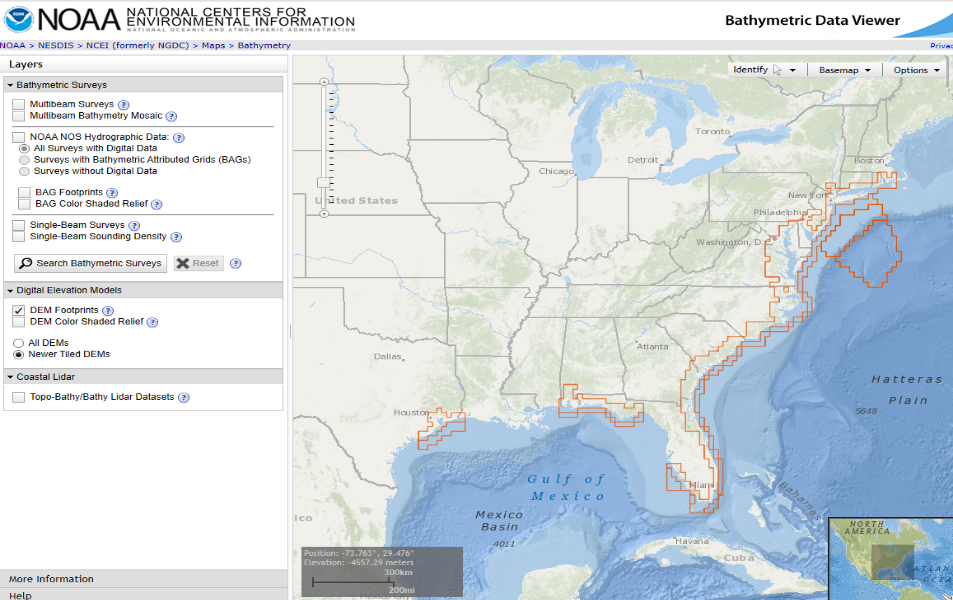 NOAA NATIONAL CENTERS FOR
ENVIRONMENTAL INFORMATION
NATIONAL OCEANIC AND ATMOSPHERIC ADMINISTRATION
Bathymetric Data Viewer
NOAA > NESDIS > NCEI (formerly NGDC) > Maps > Bathymetry
Privac
Layers
Identify
Basemap
Options
Bathymetric Surveys
Multibeam Surveys ?
Multibeam Bathymetry Mosaic ?
NOAA NOS Hydrographic Data: ?
All Surveys with Digital Data
Surveys with Bathymetric Attributed Grids (BAGs)
Surveys without Digital Data
BAG Footprints ?
BAG Color Shaded Relief ?
Single-Beam Surveys ?
Single-Beam Sounding Density ?
Search Bathymetric Surveys
Reset ?
Digital Elevation Models
DEM Footprints ?
DEM Color Shaded Relief ?
All DEMs
Newer Tiled DEMs
Coastal Lidar
Topo-Bathy/Bathy Lidar Datasets ?
More Information
Help
Toronto
Detroit
Boston
Chicago
United States
New York
Philadelphia
Washington, D.C.
Atlanta
Dallas
Hatteras
Plain
5648
Houston
Gulf of
Mexico
Miami
Mexico
Basin
4011
Bahamas
Havana
Cuba
ico
Position: -73.763°, 29.476°
Elevation: -4557.29 meters
300km
200mi
NORTH
AMERICA
ATLAN
OCEA